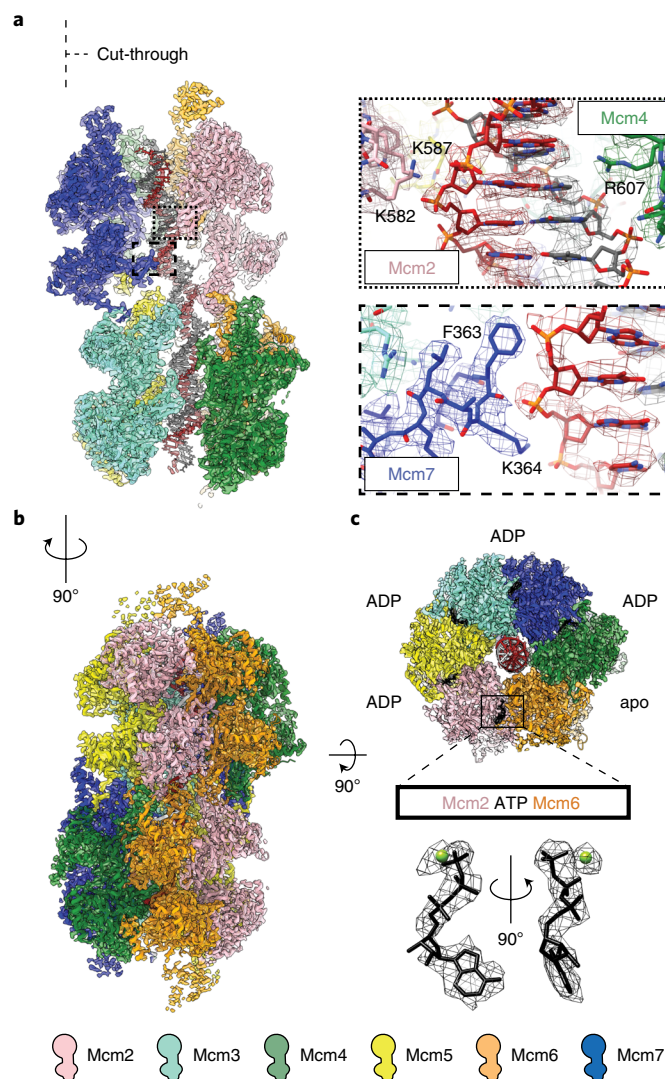 a
Cut-through
Mcm4
K587
R607
K582
Mcm2
F363
Mcm7
K364
b
90°
c
ADP
ADP
ADP
ADP
apo
90°
Mcm2 ATP Mcm6
90°
Mcm2 Mcm3 Mcm4 Mcm5 Mcm6 Mcm7